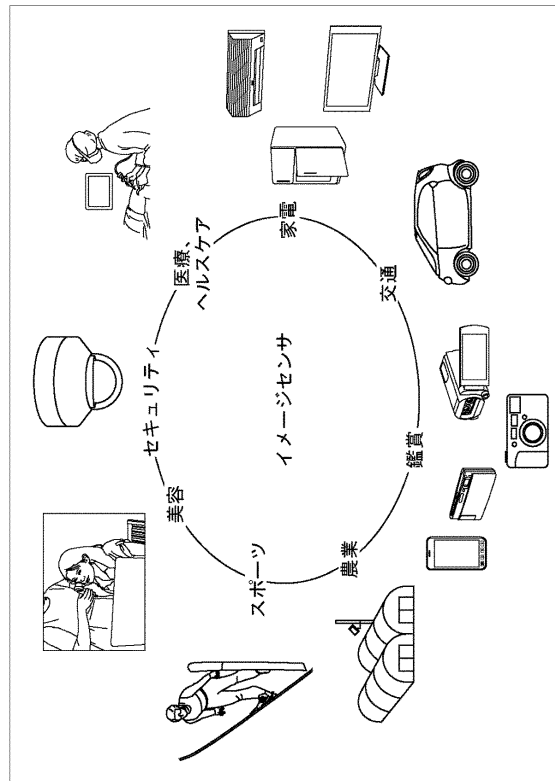 イメージセンサ
家電
交通
鑑賞
農業
スポーツ
美容
セキュリティ
医療、
ヘルスケア